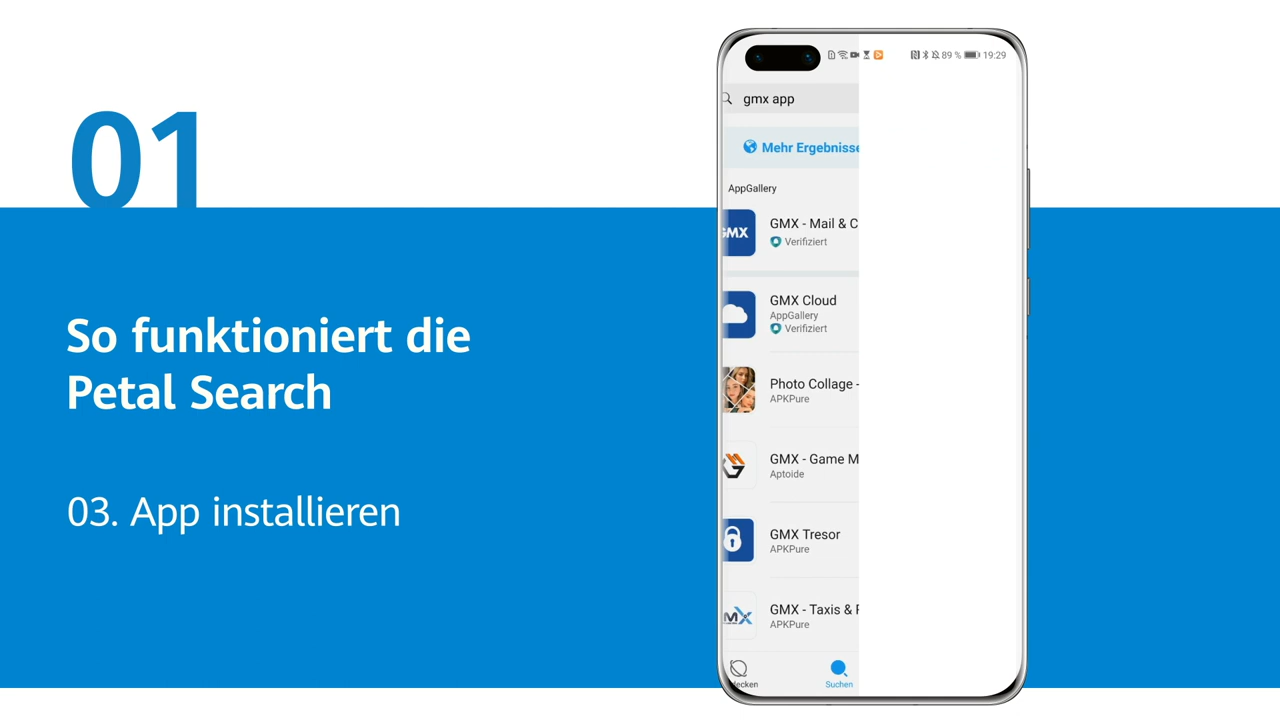 01
So funktioniert die
Petal Search
03. App installieren
89 % 19:29
gmx app
Mehr Ergebnisse
AppGallery
GMX
GMX - Mail & C
Verifiziert
GMX Cloud
AppGallery
Verifiziert
Photo Collage -
APKPure
GMX - Game M
Aptoide
GMX Tresor
APKPure
GMX - Taxis &
APKPure
Suchen